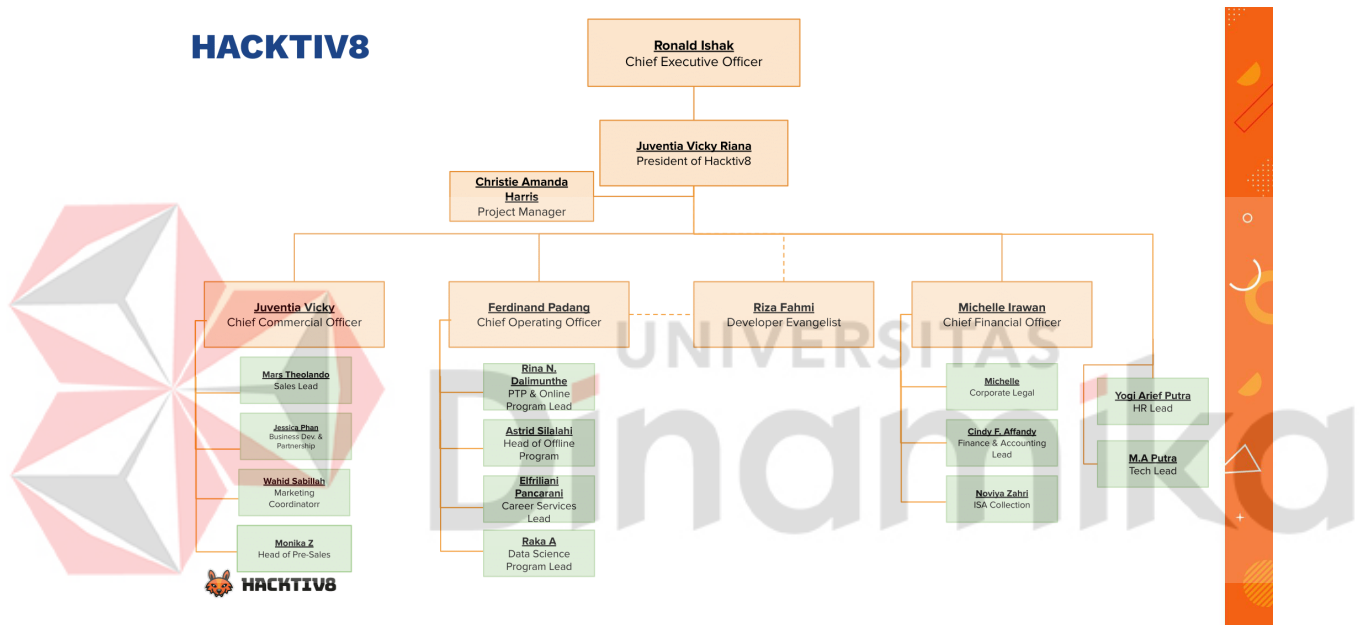 HACKTIV8
Ronald Ishak
Chief Executive Officer
Juventia Vicky Riana
President of Hacktiv8
Christie Amanda
Harris
Project Manager
Juventia Vicky
Chief Commercial Officer
Ferdinand Padang
Chief Operating Officer
Riza Fahmi
Developer Evangelist
Michelle Irawan
Chief Financial Officer
UNIVERSITAS
Dinamika
Mars Theolando
Sales Lead
Jessica Phan
Business Dev. &
Partnership
Wahid Sabillah
Marketing
Coordinatorr
Monika Z
Head of Pre-Sales
Rina N.
Dalimunthe
PTP & Online
Program Lead
Astrid Silalahi
Head of Offline
Program
Elfriliani
Pancarani
Career Services
Lead
Raka A
Data Science
Program Lead
Michelle
Corporate Legal
Cindy F. Affandy
Finance & Accounting
Lead
Noviya Zahri
ISA Collection
Yogi Arief Putra
HR Lead
M.A Putra
Tech Lead
HACKTIV8